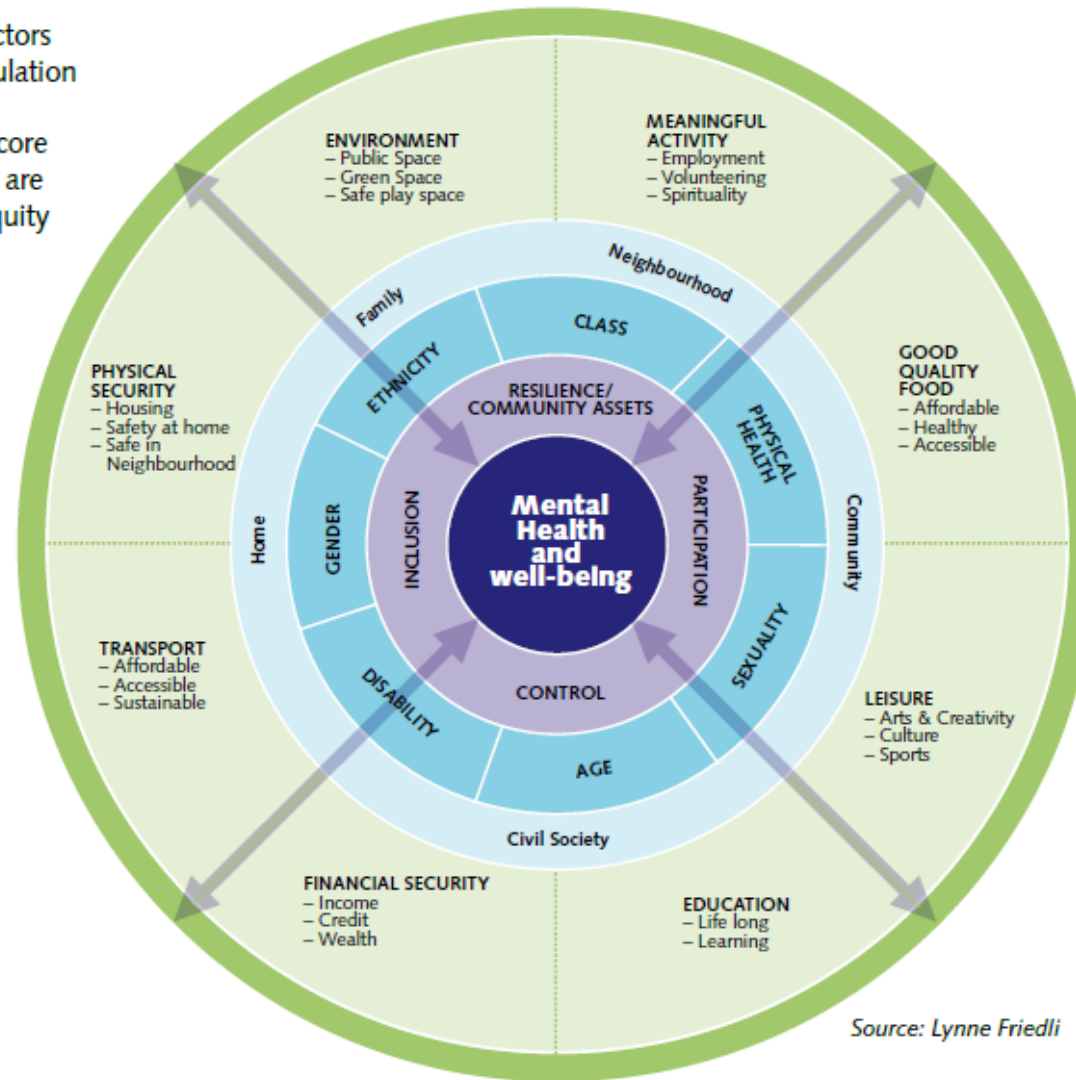 ctors
ulation
core
are
quity
ENVIRONMENT
– Public Space
– Green Space
– Safe play space
MEANINGFUL
ACTIVITY
– Employment
– Volunteering
– Spirituality
PHYSICAL
SECURITY
– Housing
– Safety at home
– Safe in
Neighbourhood
GOOD
QUALITY
FOOD
– Affordable
– Healthy
– Accessible
Family
Neighbourhood
Home
Community
Civil Society
ETHNICITY
CLASS
PHYSICAL
HEALTH
GENDER
SEXUALITY
DISABILITY
AGE
RESILIENCE/
COMMUNITY ASSETS
INCLUSION
PARTICIPATION
CONTROL
Mental
Health
and
well-being
TRANSPORT
– Affordable
– Accessible
– Sustainable
LEISURE
– Arts & Creativity
– Culture
– Sports
FINANCIAL SECURITY
– Income
– Credit
– Wealth
EDUCATION
– Life long
– Learning
Source: Lynne Friedli